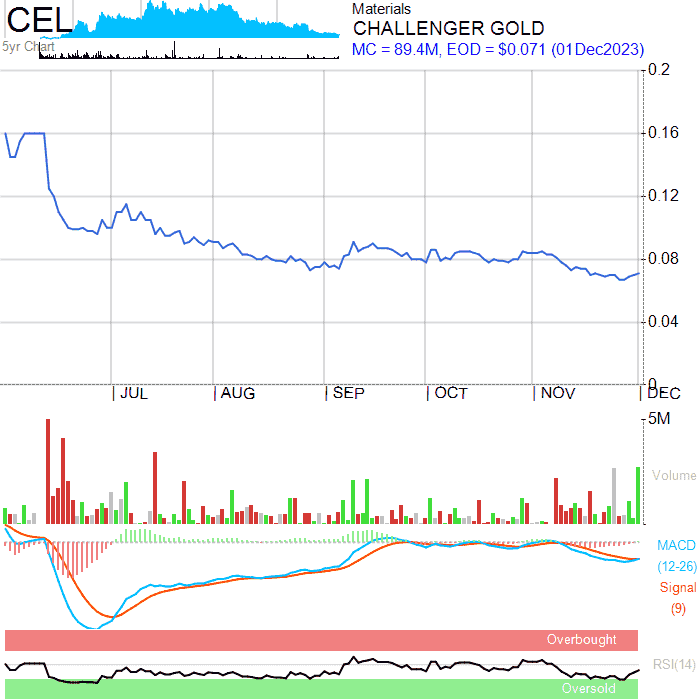 CEL
5yr Chart
Materials
CHALLENGER GOLD
MC = 89.4M, EOD = $0.071 (01Dec2023)
0.2
0.16
0.12
0.08
0.04
0
JUL AUG SEP OCT NOV DEC
5M
Volume
MACD
(12-26)
Signal
(9)
Overbought
RSI(14)
Oversold